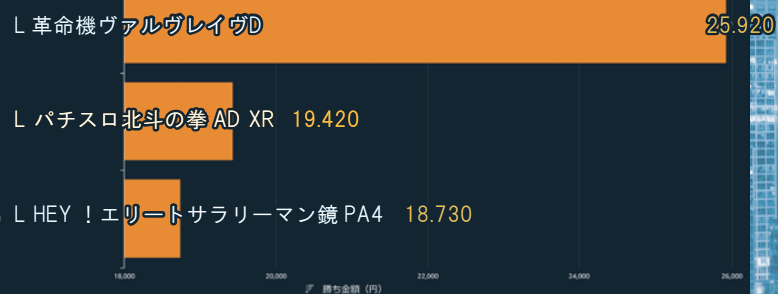 L 革命機ヴァルヴレイヴD 25.920
L パチスロ北斗の拳 AD XR 19.420
L HEY ！エリートサラリーマン鏡 PA4 18.730
18,000 20,000 22,000 24,000 26,000
勝ち金額（円）